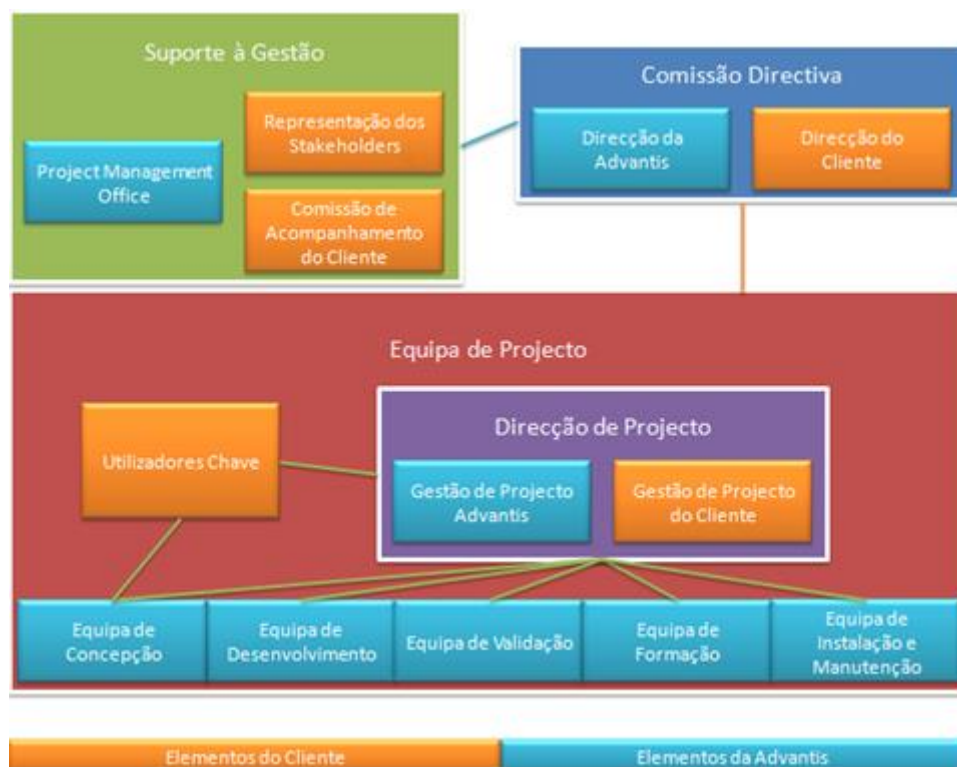 Suporte à Gestão
Project Management
Office
Representação dos
Stakeholders
Comissão de
Acompanhamento
do Cliente
Comissão Directiva
Direcção da
Advantis
Direcção do
Cliente
Equipa de Projecto
Utilizadores Chave
Direcção de Projecto
Gestão de Projecto
Advantis
Gestão de Projecto
do Cliente
Equipa de
Concepção
Equipa de
Desenvolvimento
Equipa de Validação
Equipa de
Formação
Equipa de
Instalação e
Manutenção
Elementos do Cliente
Elementos da Advantis